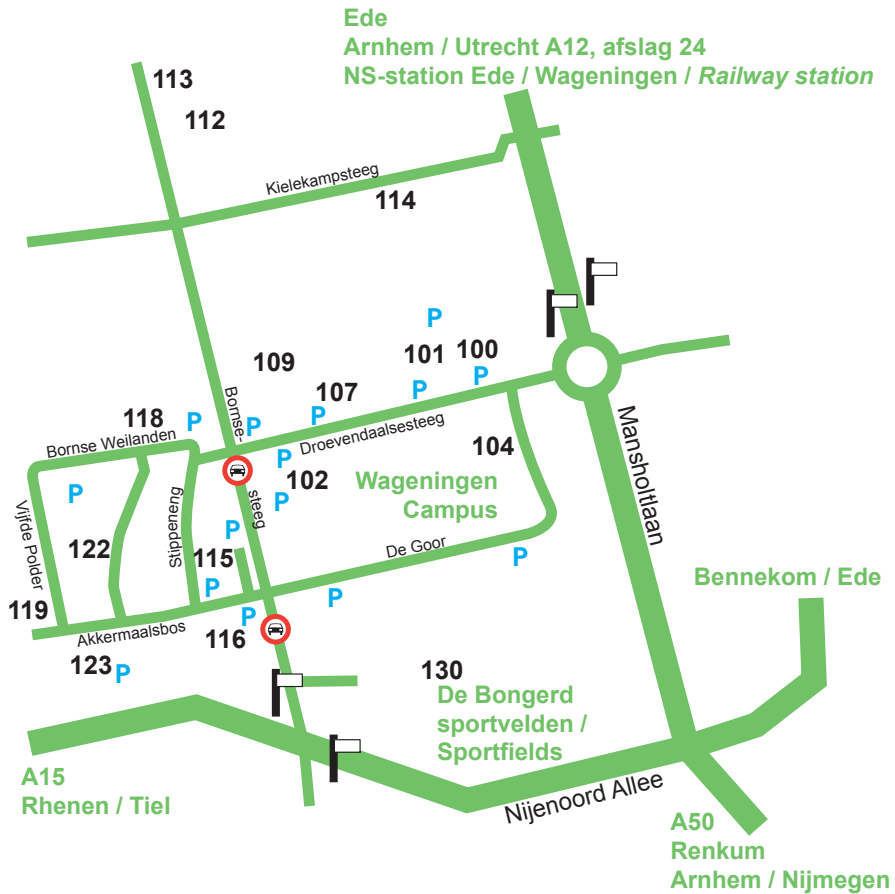 Ede
Arnhem / Utrecht A12, afslag 24
NS-station Ede / Wageningen / Railway station
113
112
Kielekampsteeg
114
P
109
101
100
P
P
107
P
Bornse-
P
118
P
Droevendaalsesteeg
Bornse Weilanden
104
Mansholtlaan
P
102
Wageningen
Campus
P
P
steeg
Vijfde Polder
122
Stippeneng
P
115
De Goor
P
P
P
Bennekom / Ede
119
Akkermaalsbos
P
116
123
P
130
De Bongerd
sportvelden /
Sportfields
A15
Rhenen / Tiel
Nijenoord Allee
A50
Renkum
Arnhem / Nijmegen